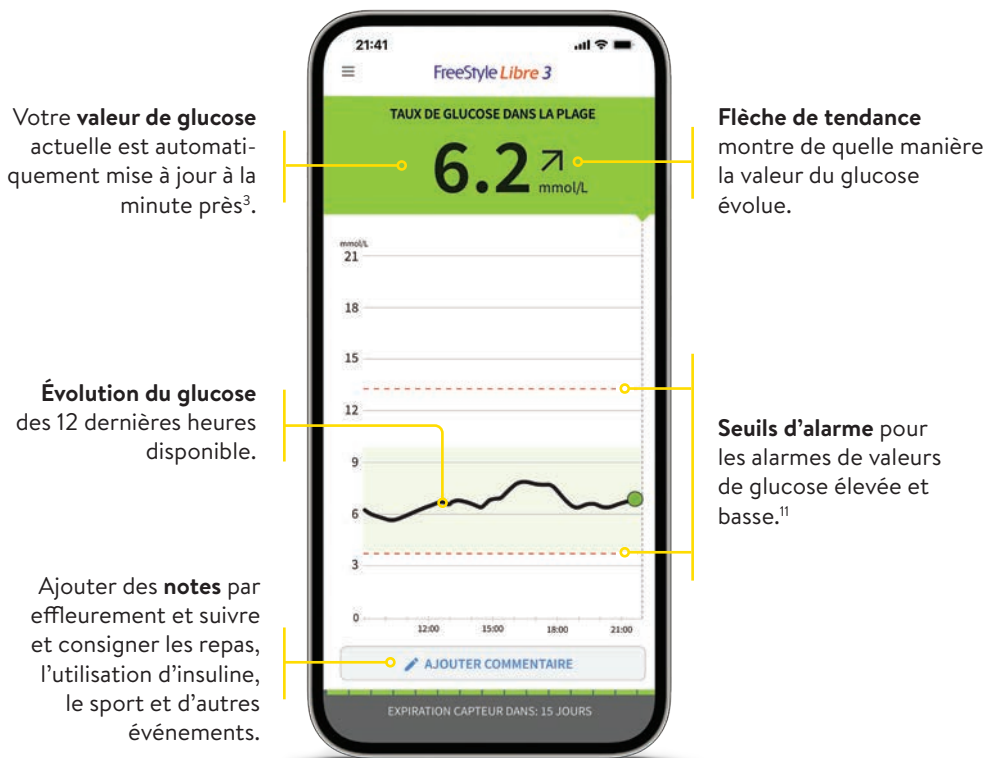 21:41
FreeStyle Libre 3
TAUX DE GLUCOSE DANS LA PLAGE
6.2
mmol/L
Votre valeur de glucose
actuelle est automati-
quement mise à jour à la
minute près³.
Flèche de tendance
montre de quelle manière
la valeur du glucose
évolue.
mmol/L
21
18
15
12
9
6
3
0
12:00 15:00 18:00 21:00
Évolution du glucose
des 12 dernières heures
disponible.
Seuils d’alarme pour
les alarmes de valeurs
de glucose élevée et
basse.¹¹
Ajouter des notes par
effleurement et suivre
et consigner les repas,
l’utilisation d’insuline,
le sport et d’autres
événements.
AJOUTER COMMENTAIRE
EXPIRATION CAPTEUR DANS: 15 JOURS